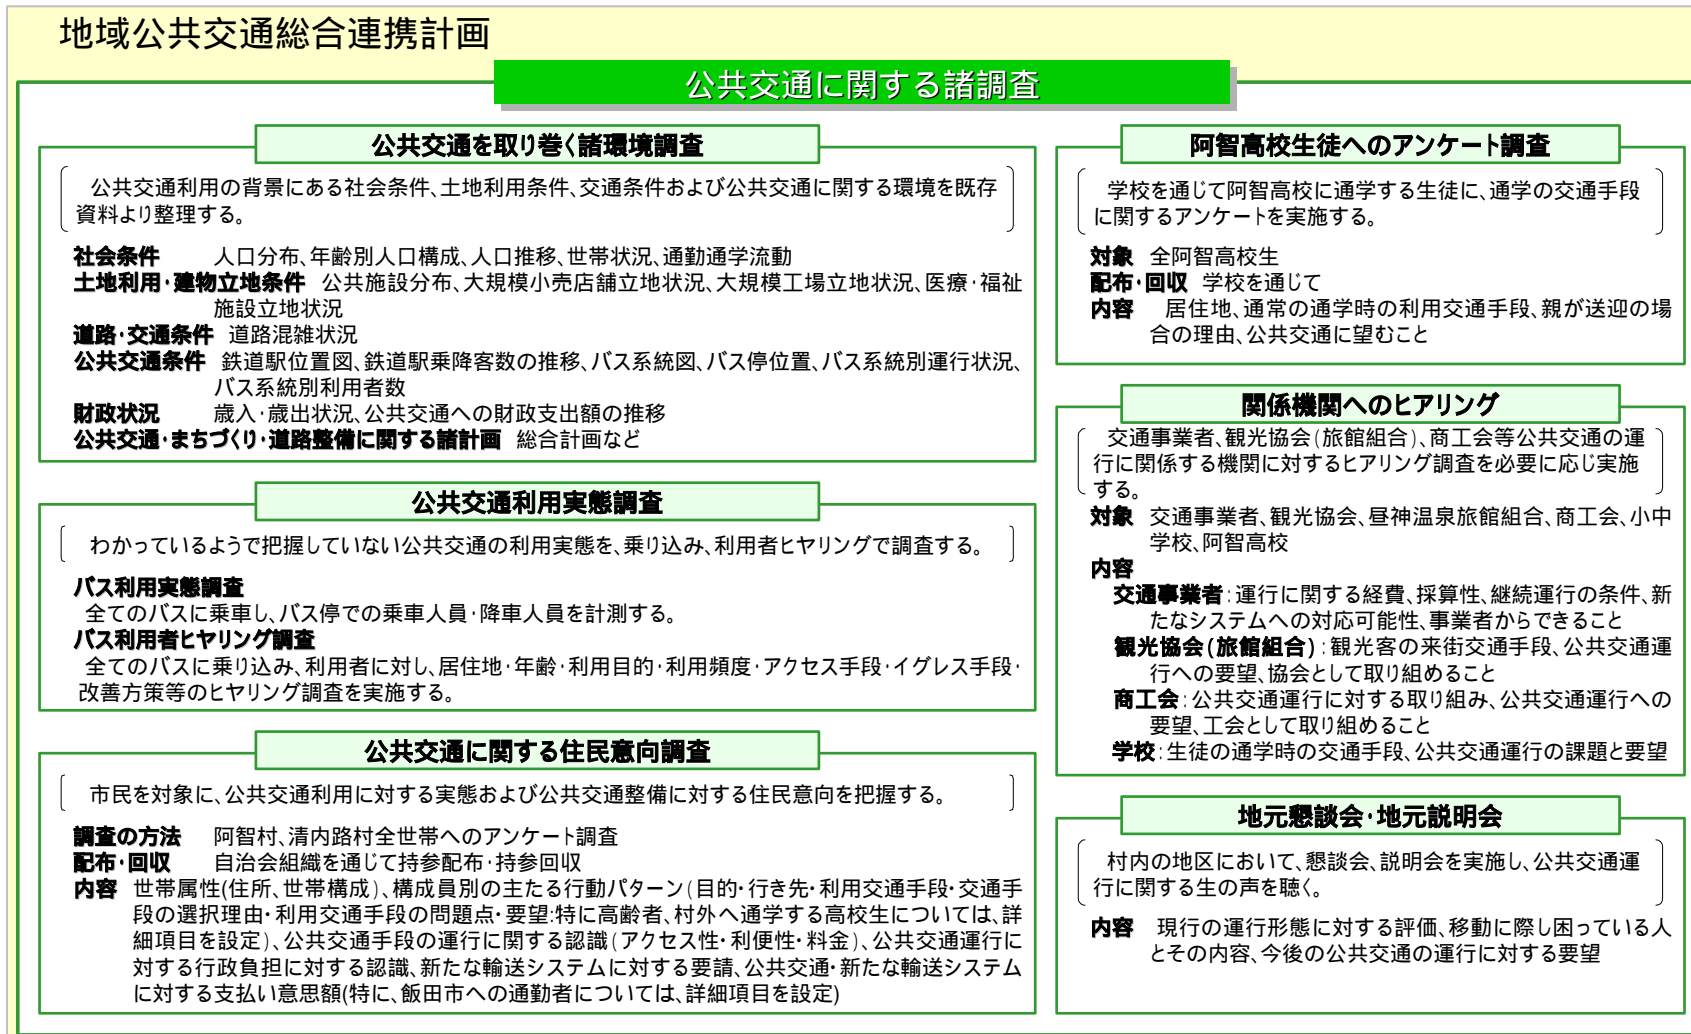 地域公共交通総合連携計画
公共交通に関する諸調査
公共交通を取り巻く諸環境調査
公共交通利用の背景にある社会条件、土地利用条件、交通条件および公共交通に関する環境を既存
資料より整理する。
社会条件　人口分布、年齢別人口構成、人口推移、世帯状況、通勤通学流動
土地利用・建物立地条件　公共施設分布、大規模小売店舗立地状況、大規模工場立地状況、医療・福祉
施設立地状況
道路・交通条件　道路混雑状況
公共交通条件　鉄道駅位置図、鉄道駅乗降客数の推移、バス系統図、バス停位置、バス系統別運行状況、
バス系統別利用者数
財政状況　歳入・歳出状況、公共交通への財政支出額の推移
公共交通・まちづくり・道路整備に関する諸計画　総合計画など
公共交通利用実態調査
わかっているようで把握していない公共交通の利用実態を、乗り込み、利用者ヒヤリングで調査する。
バス利用実態調査
全てのバスに乗車し、バス停での乗車人員・降車人員を計測する。
バス利用者ヒヤリング調査
全てのバスに乗り込み、利用者に対し、居住地・年齢・利用目的・利用頻度・アクセス手段・イグレス手段・
改善方策等のヒヤリング調査を実施する。
公共交通に関する住民意向調査
市民を対象に、公共交通利用に対する実態および公共交通整備に対する住民意向を把握する。
調査の方法　阿智村、清内路村全世帯へのアンケート調査
配布・回収　自治会組織を通じて持参配布・持参回収
内容　世帯属性(住所、世帯構成)、構成員別の主たる行動パターン(目的・行き先・利用交通手段・交通手
段の選択理由・利用交通手段の問題点・要望:特に高齢者、村外へ通学する高校生については、詳
細項目を設定)、公共交通手段の運行に関する認識(アクセス性・利便性・料金)、公共交通運行に
対する行政負担に対する認識、新たな輸送システムに対する要請、公共交通・新たな輸送システム
に対する支払い意思額(特に、飯田市への通勤者については、詳細項目を設定)
阿智高校生徒へのアンケート調査
学校を通じて阿智高校に通学する生徒に、通学の交通手段
に関するアンケートを実施する。
対象　全阿智高校生
配布・回収　学校を通じて
内容　居住地、通常の通学時の利用交通手段、親が送迎の場
合の理由、公共交通に望むこと
関係機関へのヒアリング
交通事業者、観光協会(旅館組合)、商工会等公共交通の運
行に関係する機関に対するヒアリング調査を必要に応じ実施
する。
対象　交通事業者、観光協会、昼神温泉旅館組合、商工会、小中
学校、阿智高校
内容
交通事業者:運行に関する経費、採算性、継続運行の条件、新
たなシステムへの対応可能性、事業者からできること
観光協会(旅館組合):観光客の来街交通手段、公共交通運
行への要望、協会として取り組めること
商工会:公共交通運行に対する取り組み、公共交通運行への
要望、工会として取り組めること
学校:生徒の通学時の交通手段、公共交通運行の課題と要望
地元懇談会・地元説明会
村内の地区において、懇談会、説明会を実施し、公共交通運
行に関する生の声を聴く。
内容　現行の運行形態に対する評価、移動に際し困っている人
とその内容、今後の公共交通の運行に対する要望